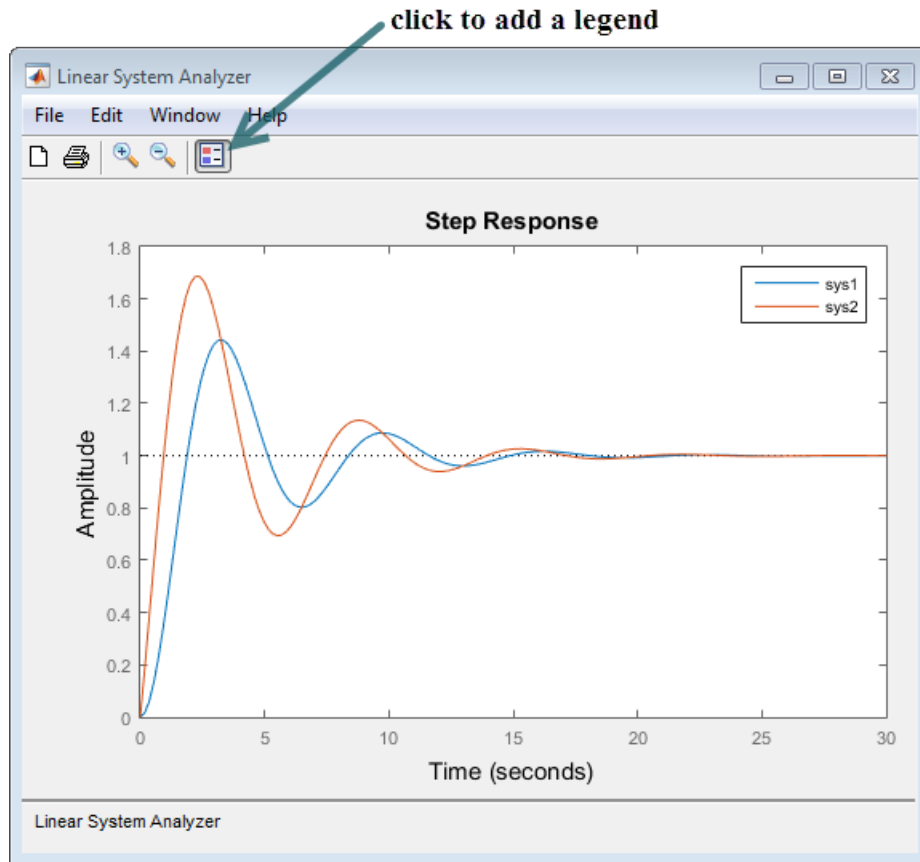 click to add a legend
Linear System Analyzer
File Edit Window Help
Step Response
1.8
1.6
1.4
1.2
1
0.8
0.6
0.4
0.2
0
Amplitude
sys1
sys2
0 5 10 15 20 25 30
Time (seconds)
Linear System Analyzer